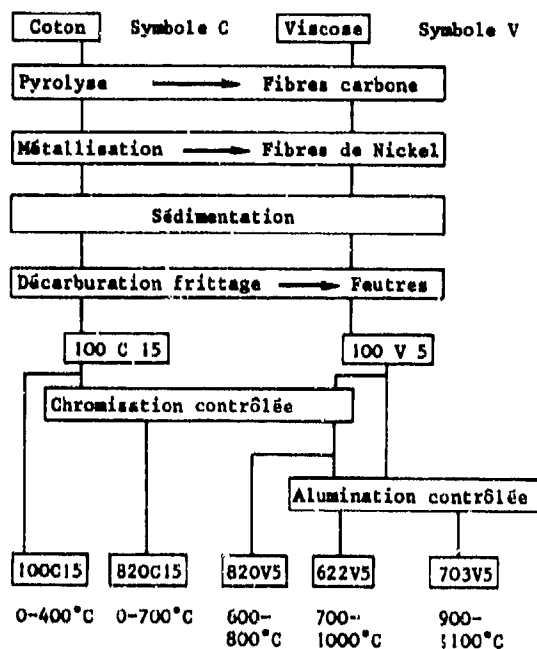 Coton Symbole C Viscose Symbole V
Pyrolyse Fibres carbone
Métallisation Fibres de Nickel
Sédimentation
Décarburation frittage Feutres
100 C 15 100 V 5
Chromisation contrôlée
Alumination contrôlée
100C15 820C15 820V5 622V5 703V5
0-400°C 0-700°C 600- 700- 900-
800°C 1000°C 1100°C